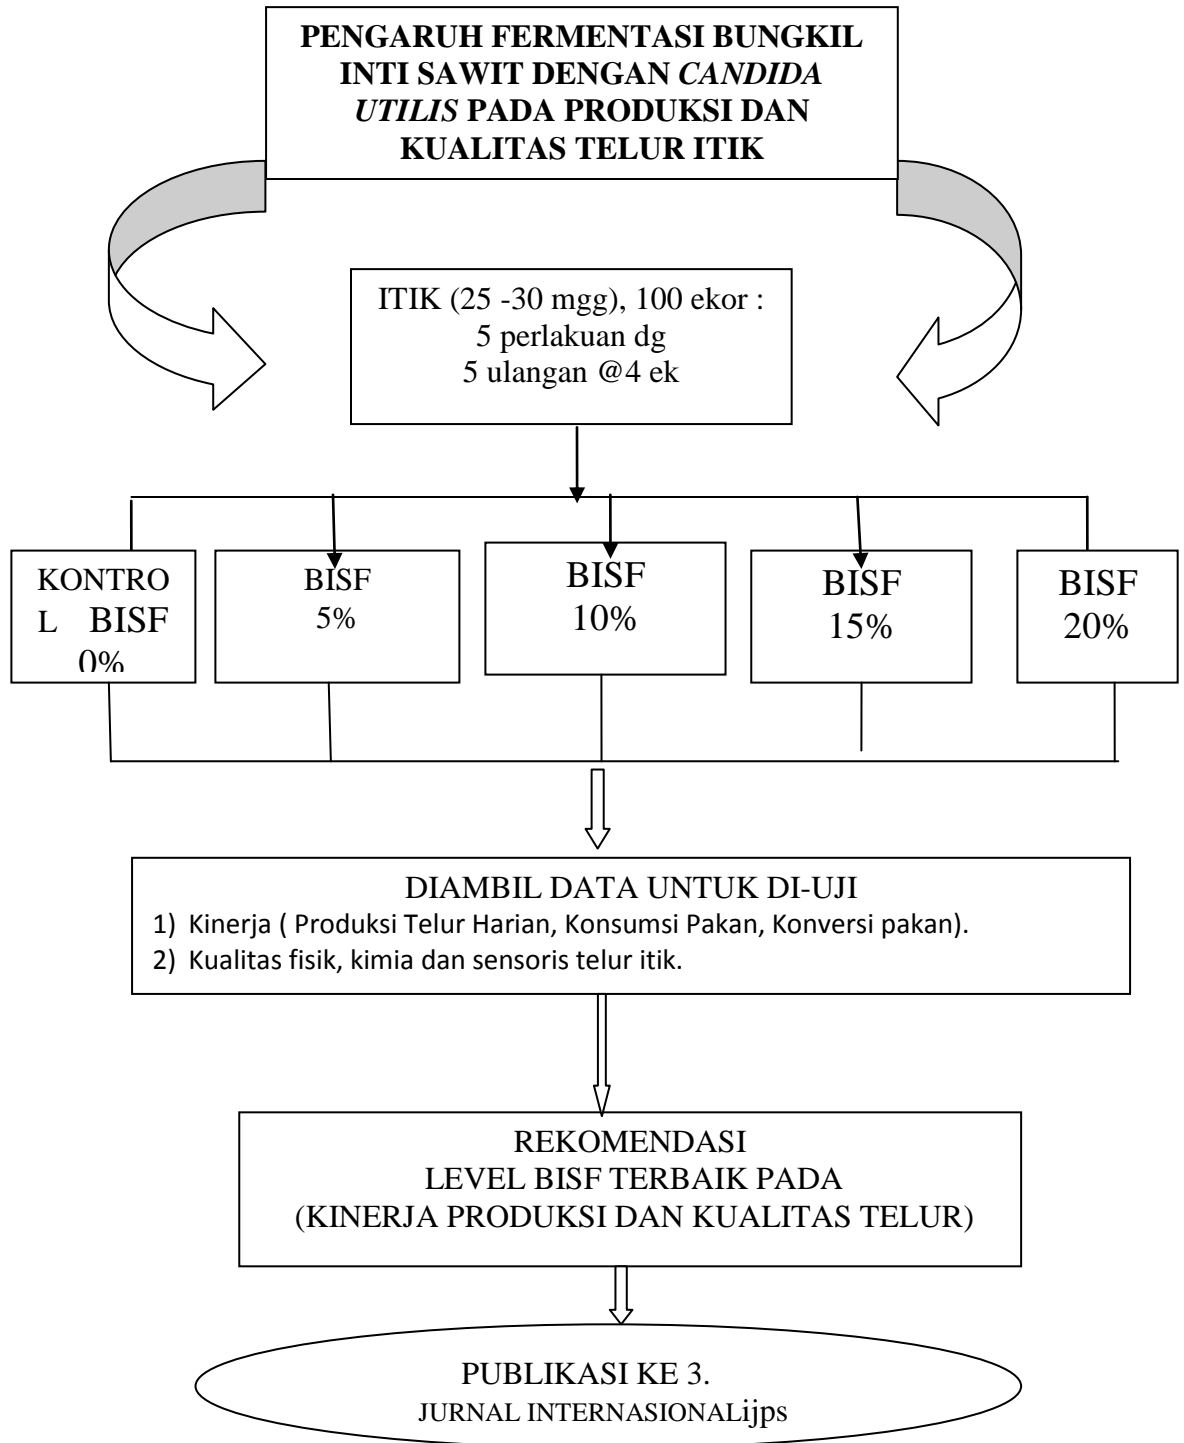 PENGARUH FERMENTASI BUNGKIL
INTI SAWIT DENGAN CANDIDA
UTILIS PADA PRODUKSI DAN
KUALITAS TELUR ITIK
ITIK (25 -30 mgg), 100 ekor :
5 perlakuan dg
5 ulangan @4 ek
KONTRO
L BISF
0%
BISF
5%
BISF
10%
BISF
15%
BISF
20%
DIAMBIL DATA UNTUK DI-UJI
1) Kinerja ( Produksi Telur Harian, Konsumsi Pakan, Konversi pakan).
2) Kualitas fisik, kimia dan sensoris telur itik.
REKOMENDASI
LEVEL BISF TERBAIK PADA
(KINERJA PRODUKSI DAN KUALITAS TELUR)
PUBLIKASI KE 3.
JURNAL INTERNASIONALijps